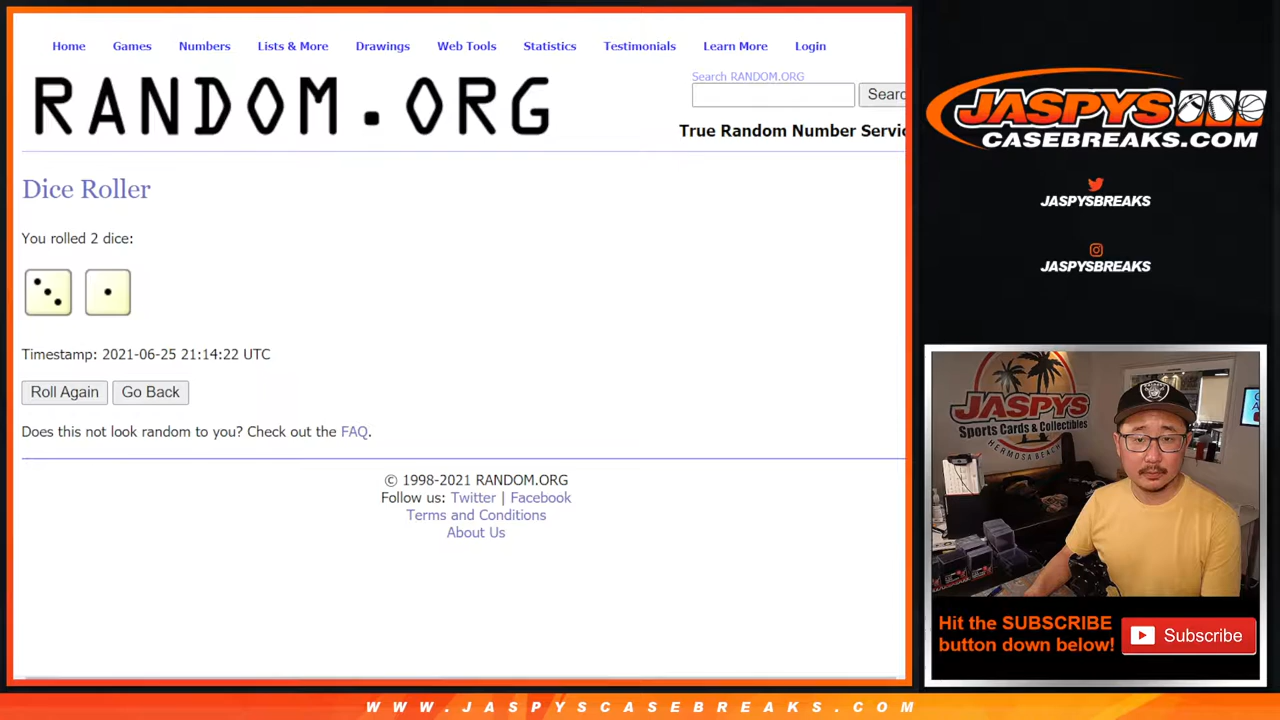 Home Games Numbers Lists & More Drawings Web Tools Statistics Testimonials Learn More Login
RANDOM.ORG
Search RANDOM.ORG
Searc
True Random Number Servic
Dice Roller
You rolled 2 dice:
Timestamp: 2021-06-25 21:14:22 UTC
Roll Again Go Back
Does this not look random to you? Check out the FAQ.
© 1998-2021 RANDOM.ORG
Follow us: Twitter | Facebook
Terms and Conditions
About Us
JASPYS
CASEBREAKS.COM
JASPYSBREAKS
JASPYSBREAKS
JASPYS
Sports Cards & Collectibles
HERMOSA BEACH
Hit the SUBSCRIBE
button down below!
Subscribe
WWW.JASPYSCASEBREAKS.COM